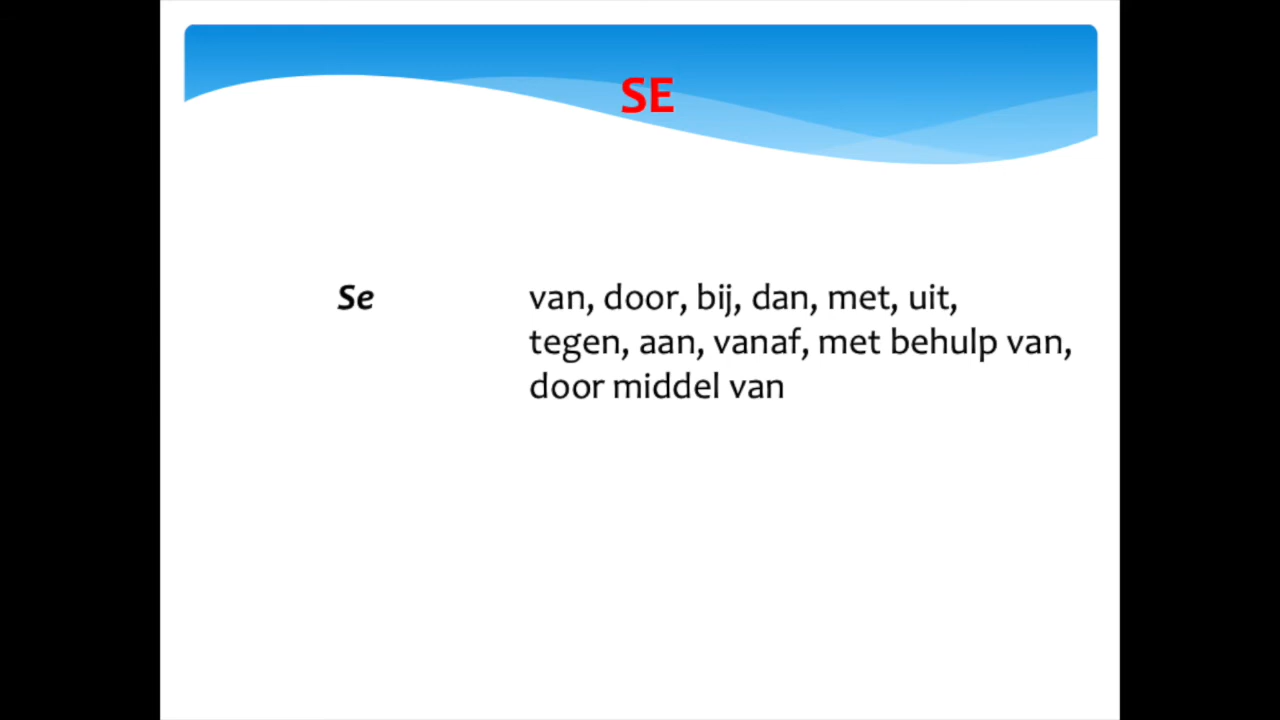 SE
Se van, door, bij, dan, met, uit,
tegen, aan, vanaf, met behulp van,
door middel van